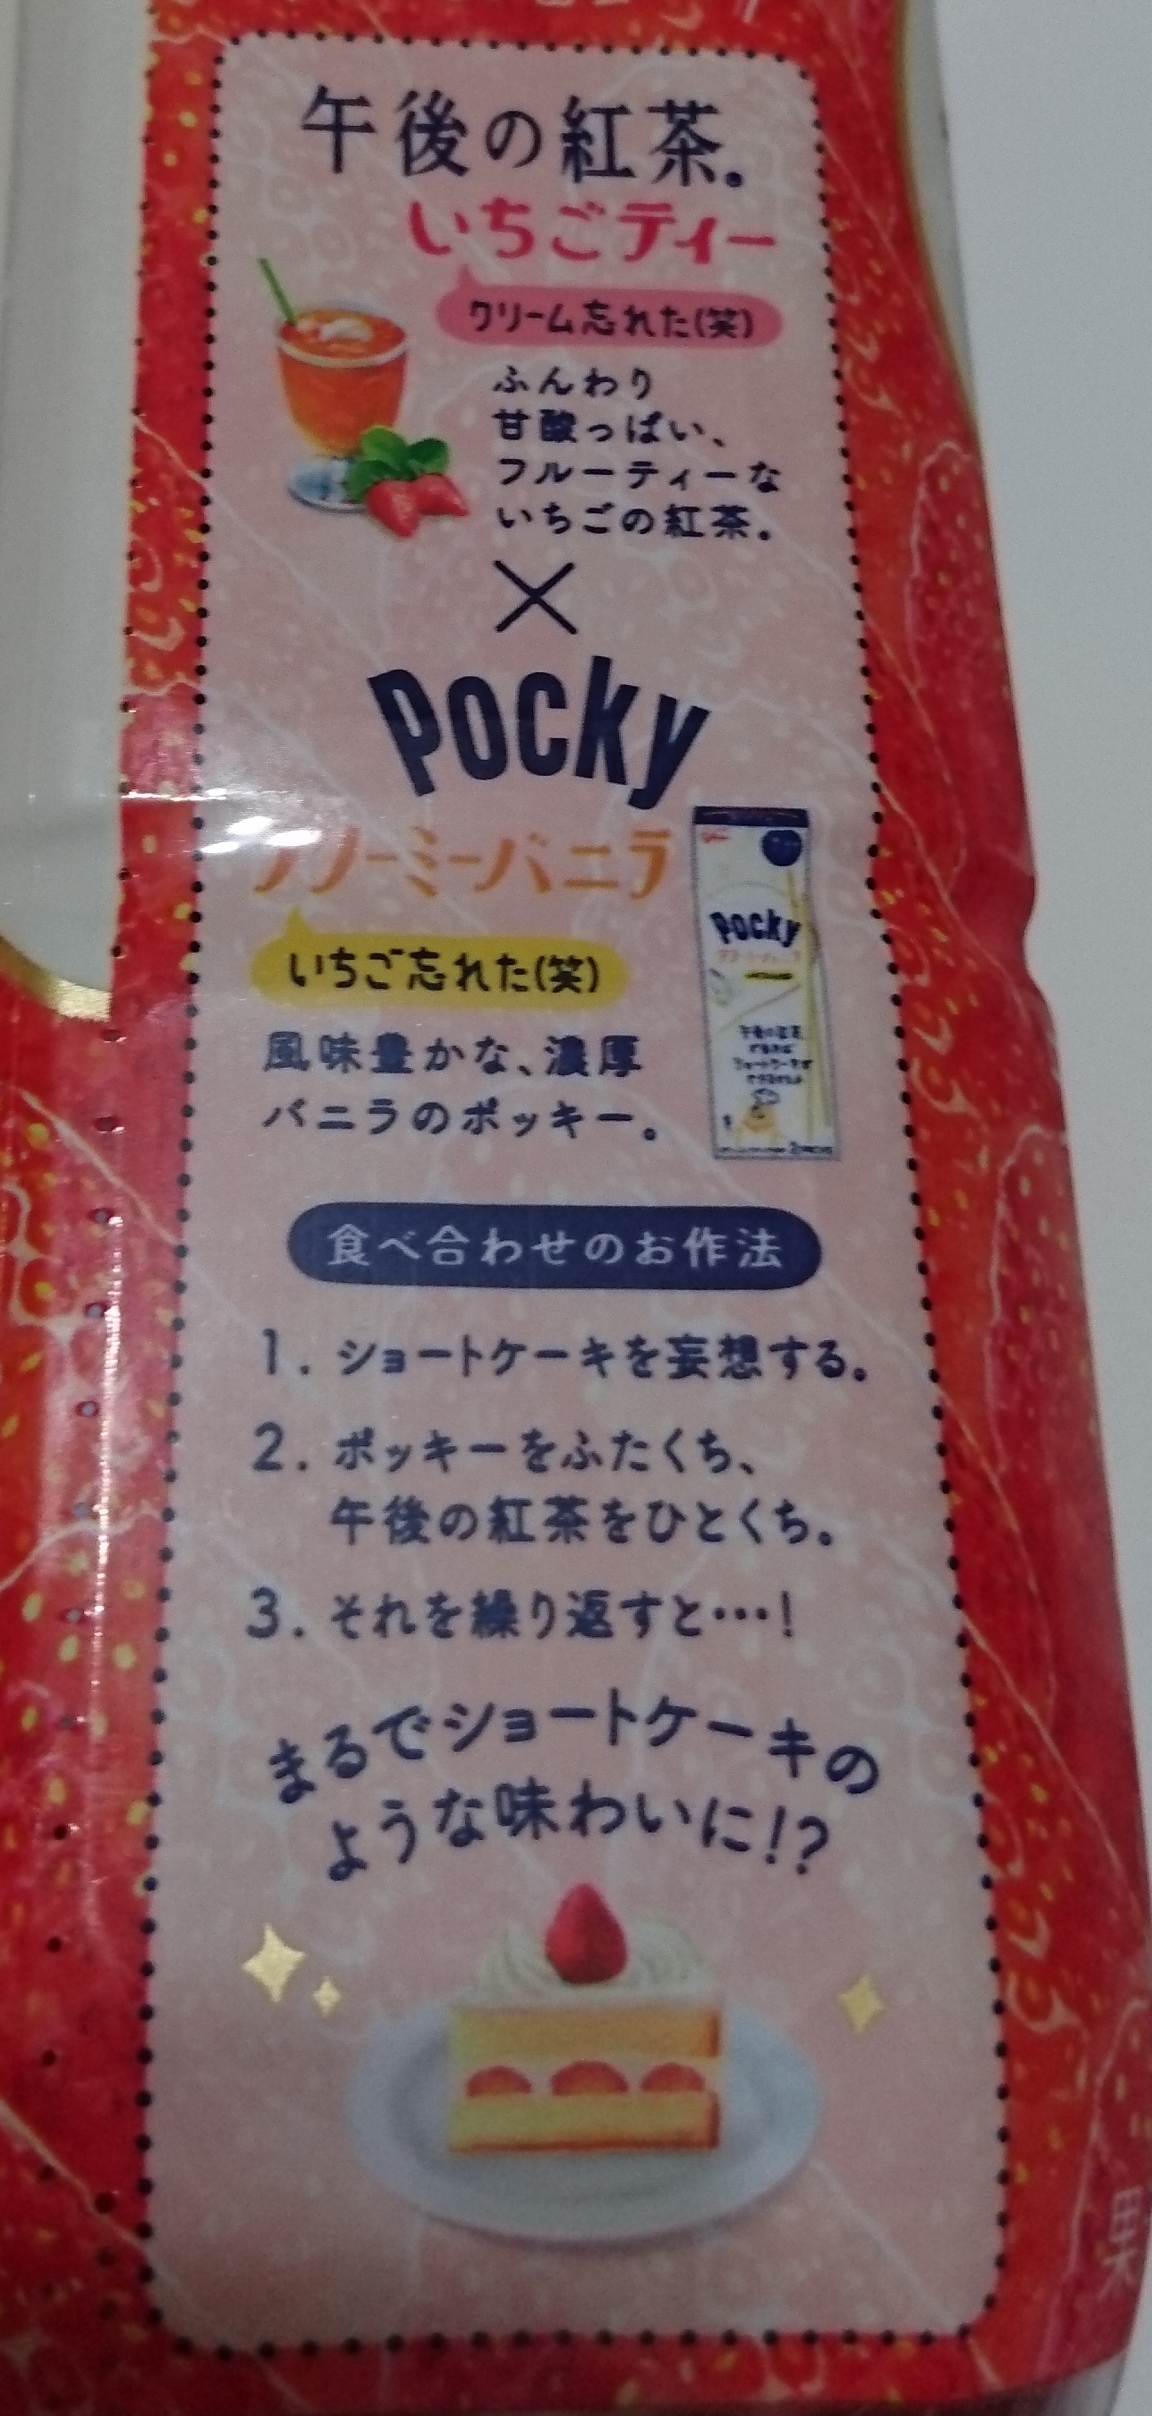 午後の紅茶。
いちごティー
クリーム忘れた(笑)
ふんわり
甘酸っぱい、
フルーティーな
いちごの紅茶。
×
Pocky
クリーミーバニラ
いちご忘れた(笑)
風味豊かな、濃厚
バニラのポッキー。
Pocky
食べ合わせのお作法
1. ショートケーキを妄想する。
2. ポッキーをふたくち、
午後の紅茶をひとくち。
3. それを繰り返すと…!
まるでショートケーキの
ような味わいに!?
果